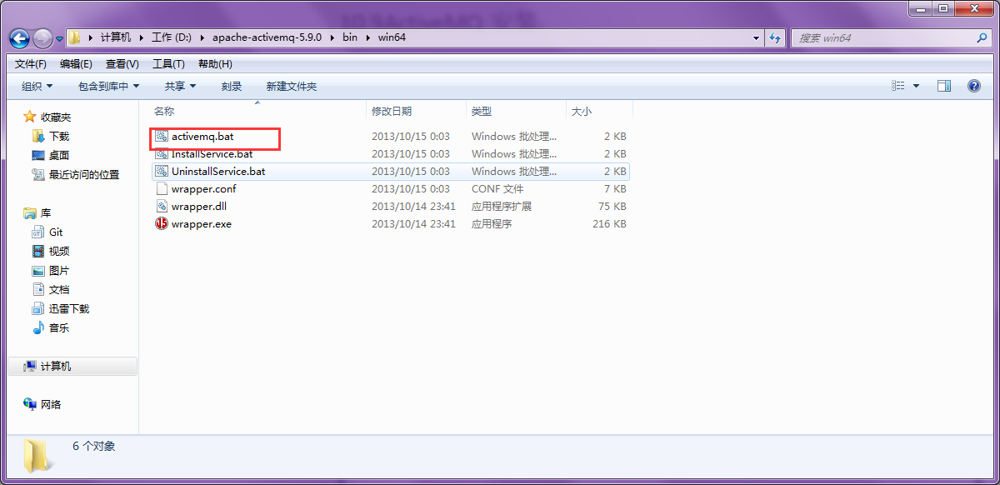 10.9ActiveMQ 安装
计算机 工作 (D:) apache-activemq-5.9.0 bin win64
搜索 win64
文件(F) 编辑(E) 查看(V) 工具(T) 帮助(H)
组织 包含到库中 共享 刻录 新建文件夹
名称 修改日期 类型 大小
activemq.bat 2013/10/15 0:03 Windows 批处理... 2 KB
InstallService.bat 2013/10/15 0:03 Windows 批处理... 2 KB
UninstallService.bat 2013/10/15 0:03 Windows 批处理... 2 KB
wrapper.conf 2013/10/15 0:03 CONF 文件 7 KB
wrapper.dll 2013/10/14 23:41 应用程序扩展 75 KB
wrapper.exe 2013/10/14 23:41 应用程序 216 KB
收藏夹
下载
桌面
最近访问的位置
库
Git
视频
图片
文档
迅雷下载
音乐
计算机
网络
6 个对象